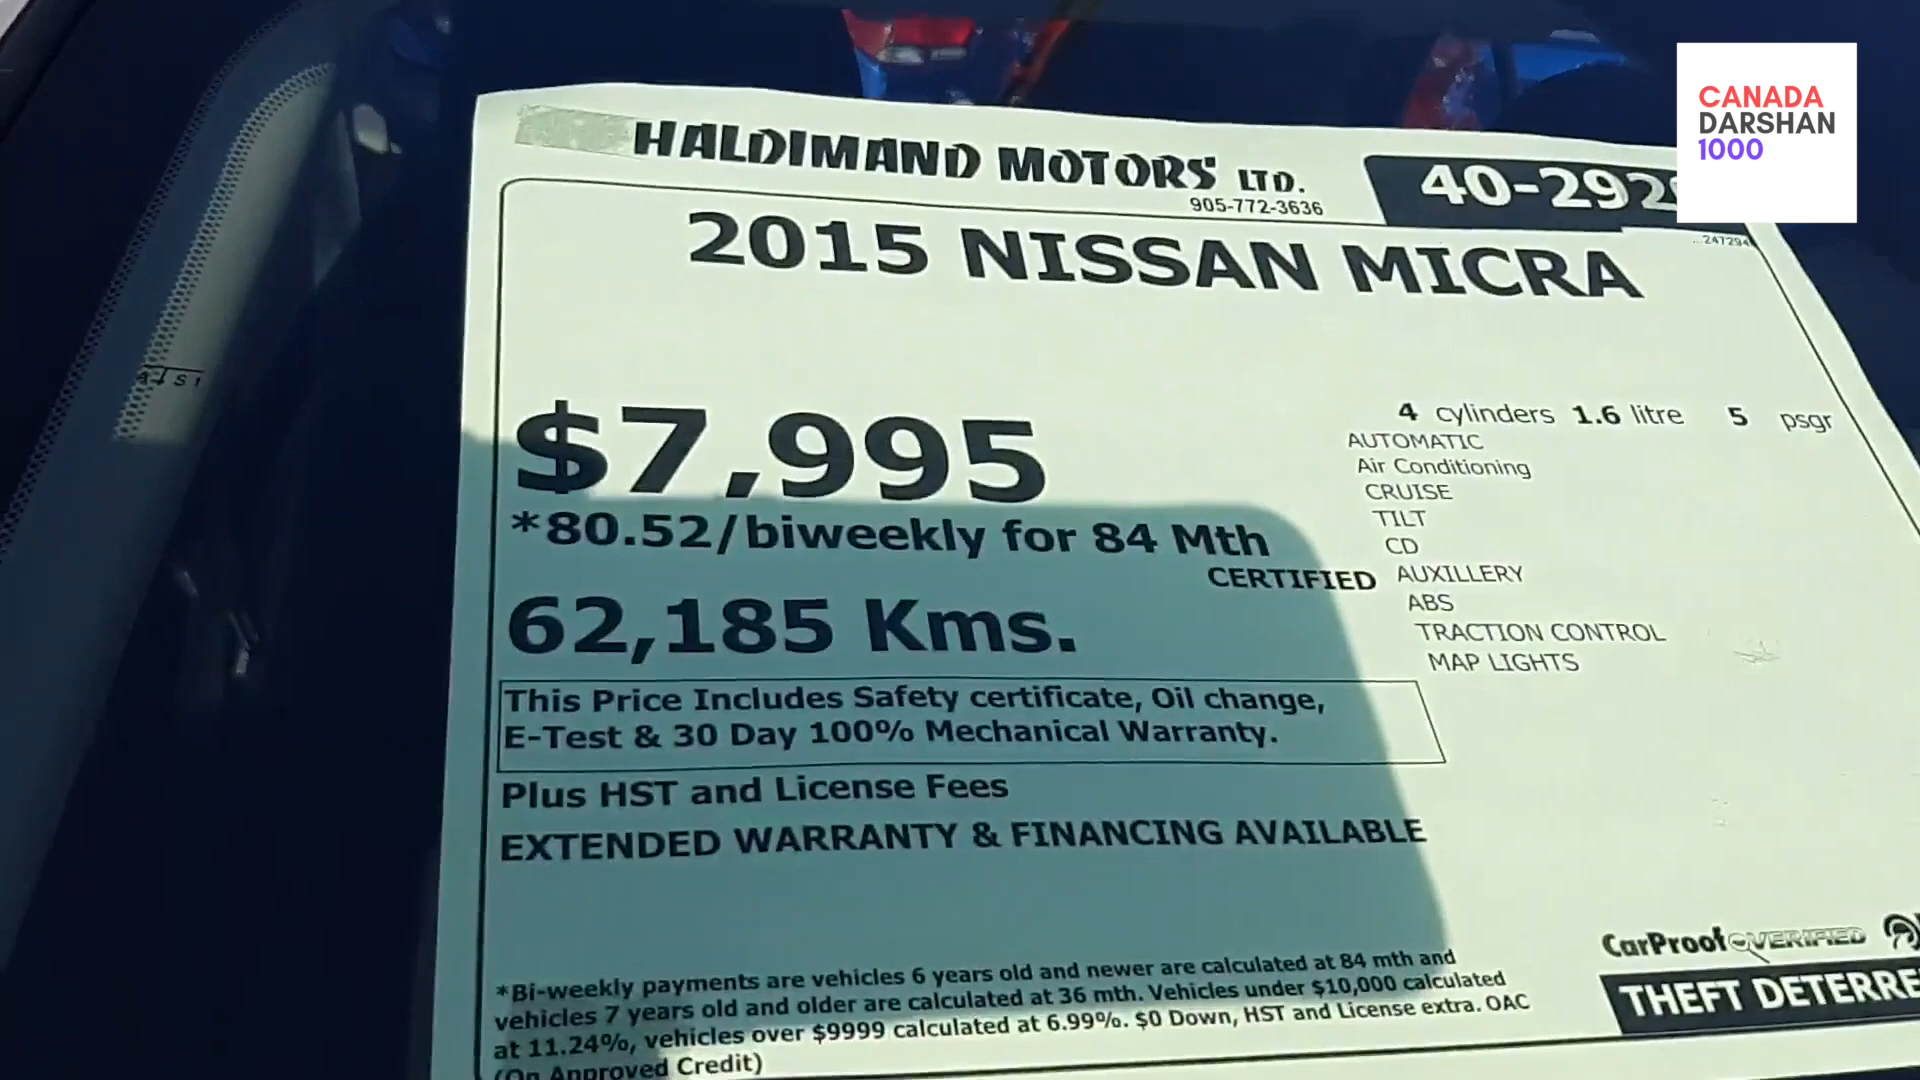 CANADA
DARSHAN
1000
HALDIMAND MOTORS LTD.
905-772-3636
2015 NISSAN MICRA
$7,995
*80.52/biweekly for 84 Mth
CERTIFIED
62,185 Kms.
This Price Includes Safety certificate, Oil change,
E-Test & 30 Day 100% Mechanical Warranty.
Plus HST and License Fees
EXTENDED WARRANTY & FINANCING AVAILABLE
4 cylinders 1.6 litre 5 psgr
AUTOMATIC
Air Conditioning
CRUISE
TILT
CD
AUXILLERY
ABS
TRACTION CONTROL
MAP LIGHTS
CarProof VERIFIED
THEFT DETERRE
*Bi-weekly payments are vehicles 6 years old and newer are calculated at 84 mth and
vehicles 7 years old and older are calculated at 36 mth. Vehicles under $10,000 calculated
at 11.24%, vehicles over $9999 calculated at 6.99%. $0 Down, HST and License extra. OAC
(On Approved Credit)